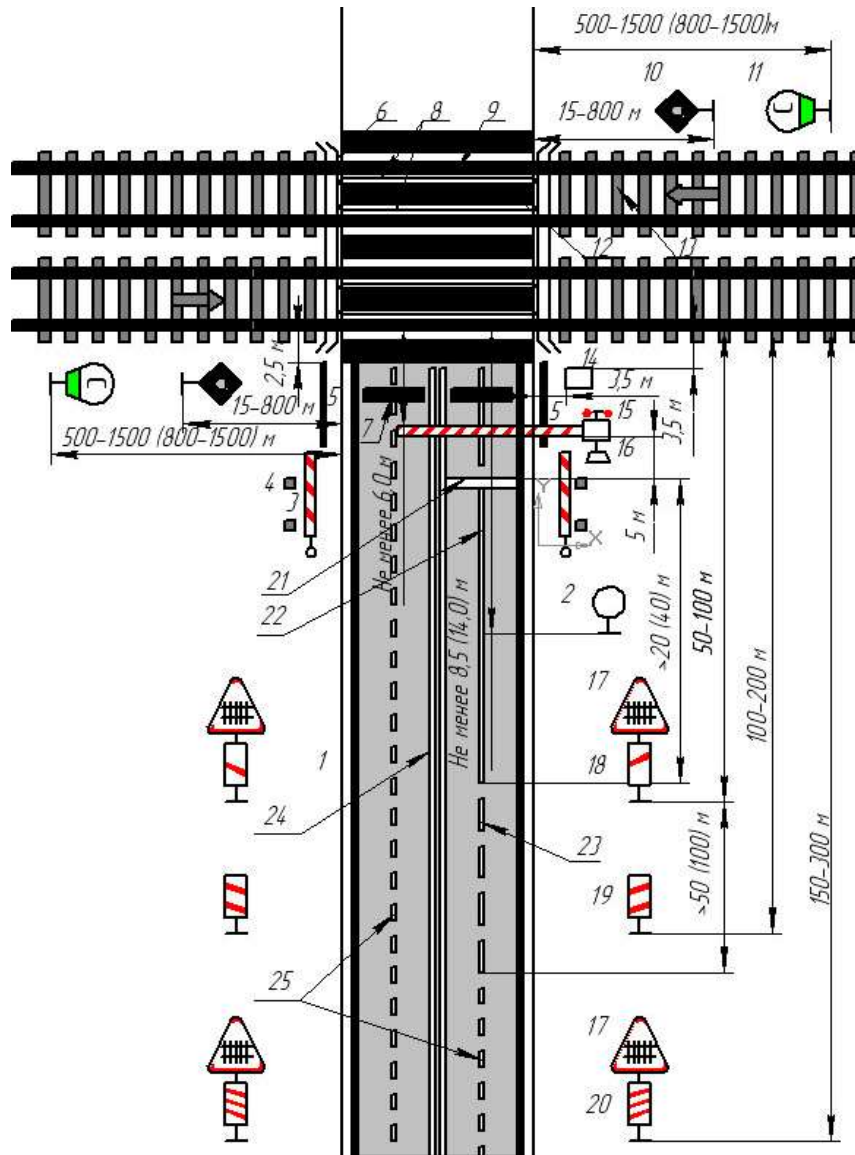 500-1500 (800-1500)м
10
11
6
8
9
15-800 м
С
12
13
2,5 м
14
3,5 м
С
5
5
15
15-800 м
7
16
3,5 м
500-1500 (800-1500) м
4
3
Y
X
Не менее 6,0 м
5 м
21
2
22
>20 (40) м
50-100 м
Не менее 8,5 (14,0) м
100-200 м
17
1
18
24
23
>50 (100) м
150-300 м
19
25
17
20